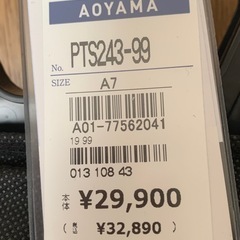 AOYAMA
No. PTS243-99
SIZE A7
A01-77562041
19 99
013 108 43
本体 ¥29,900
(税込 ¥32,890)